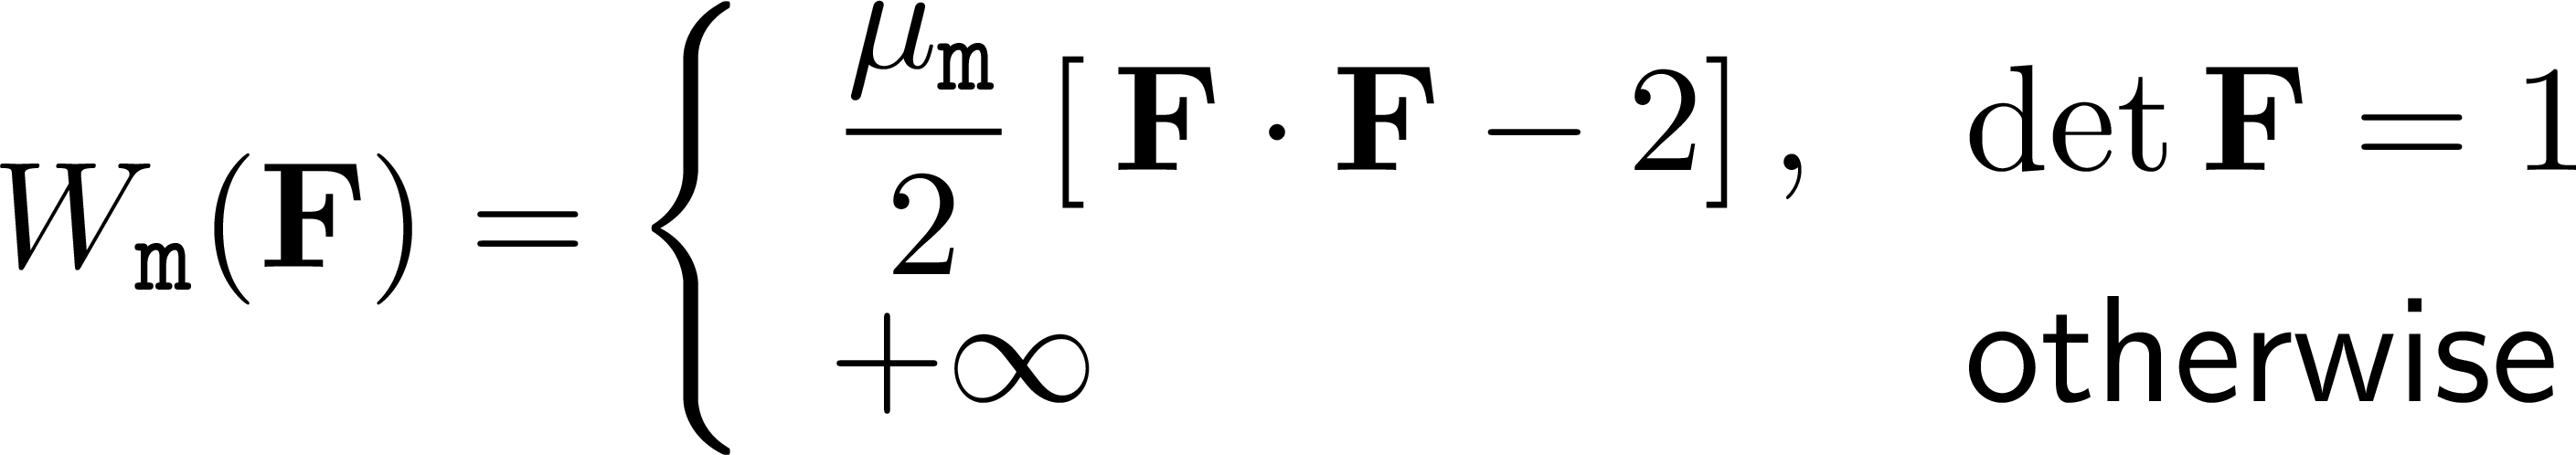 W_m(F) = { μ_m/2 [F · F − 2], det F = 1
+∞ otherwise